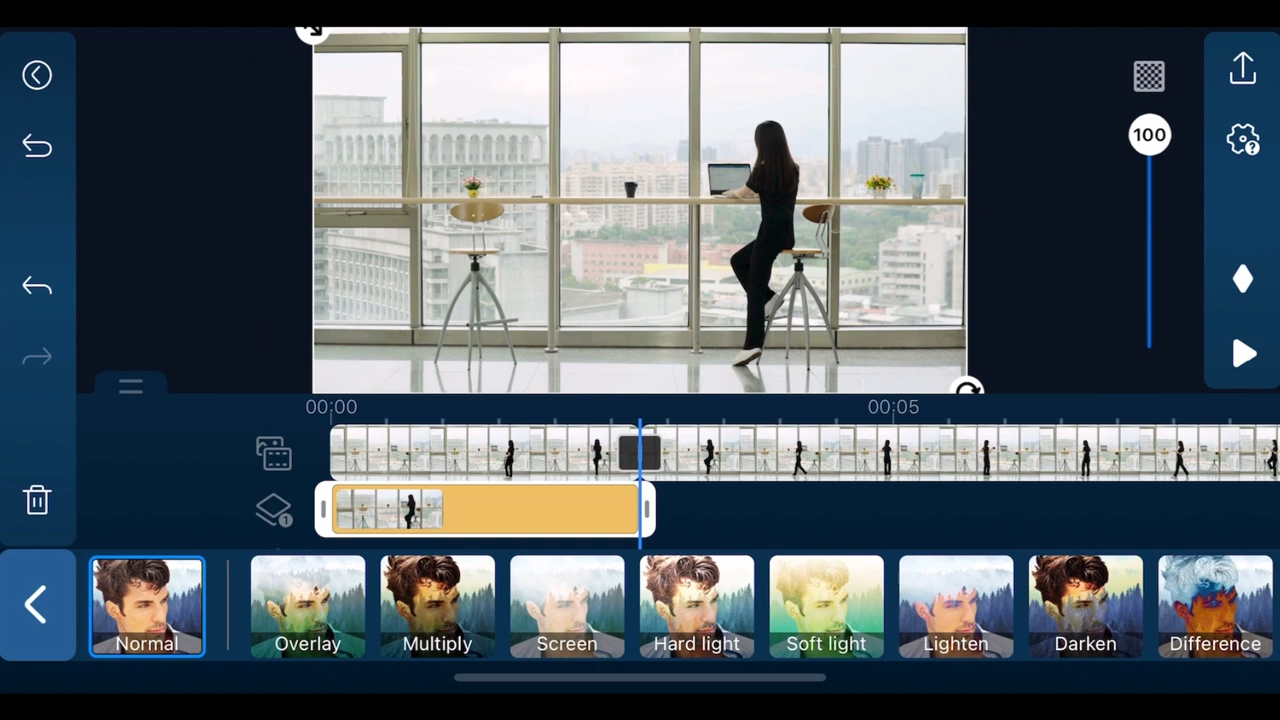 100
?
00:00
00:05
1
Normal
Overlay
Multiply
Screen
Hard light
Soft light
Lighten
Darken
Difference